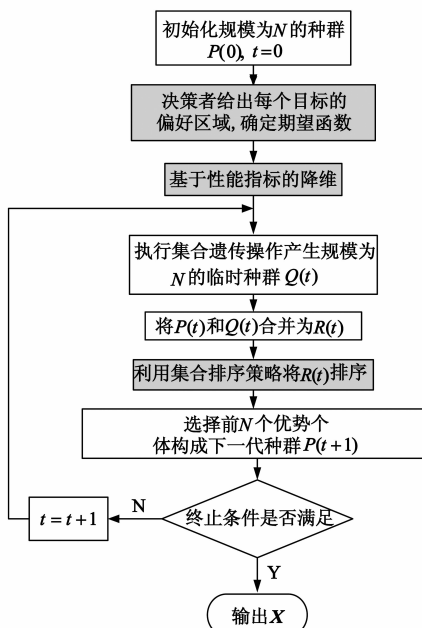 初始化规模为N的种群
P(0), t=0
决策者给出每个目标的
偏好区域,确定期望函数
基于性能指标的降维
执行集合遗传操作产生规模为
N的临时种群 Q(t)
将P(t)和Q(t)合并为R(t)
利用集合排序策略将R(t)排序
选择前N个优势个
体构成下一代种群P(t+1)
终止条件是否满足
N
t=t+1
Y
输出X